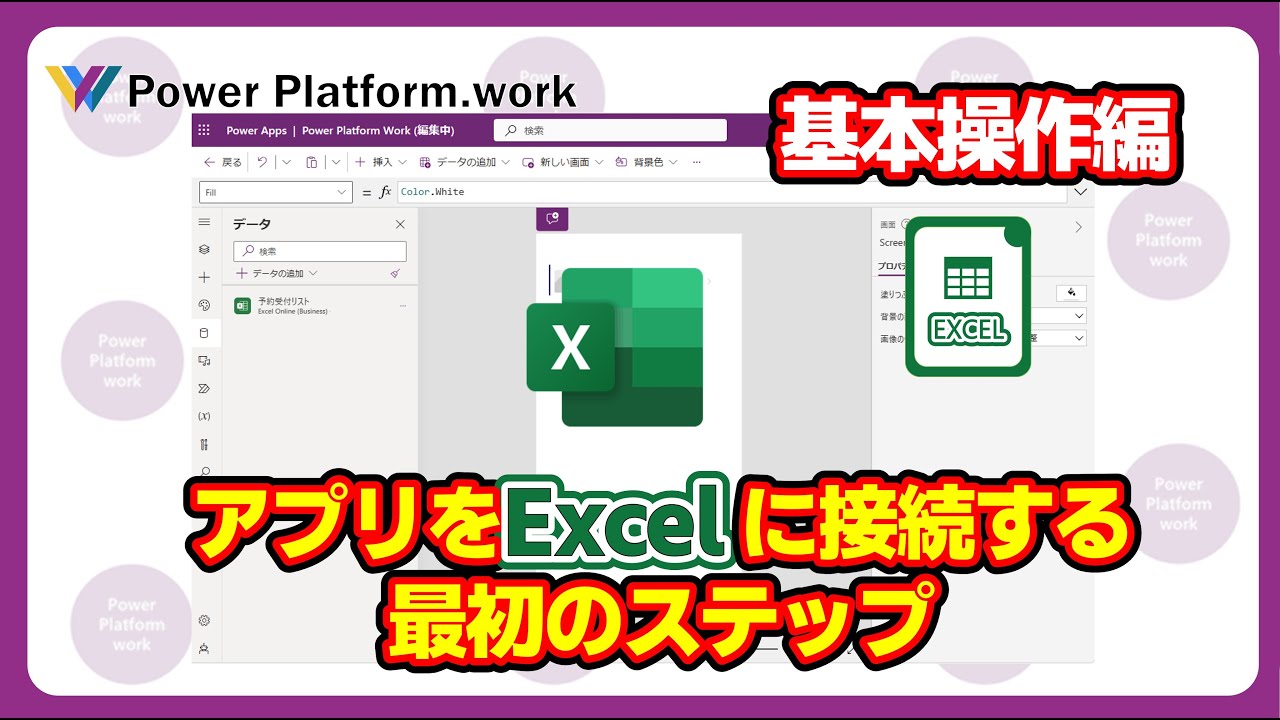 Power Platform.work
基本操作編
Power Apps | Power Platform Work (編集中)
検索
戻る
挿入
データの追加
新しい画面
背景色
Fill
= fx Color.White
データ
検索
データの追加
予約受付リスト
Excel Online (Business)
画面
Screen
プロパテ
塗りつぶ
背景の
画像の
X
EXCEL
アプリをExcelに接続する
最初のステップ
Power
Platform
work
Power
Platform
work
Power
Platform
work
Power
Platform
work
Power
Platform
work